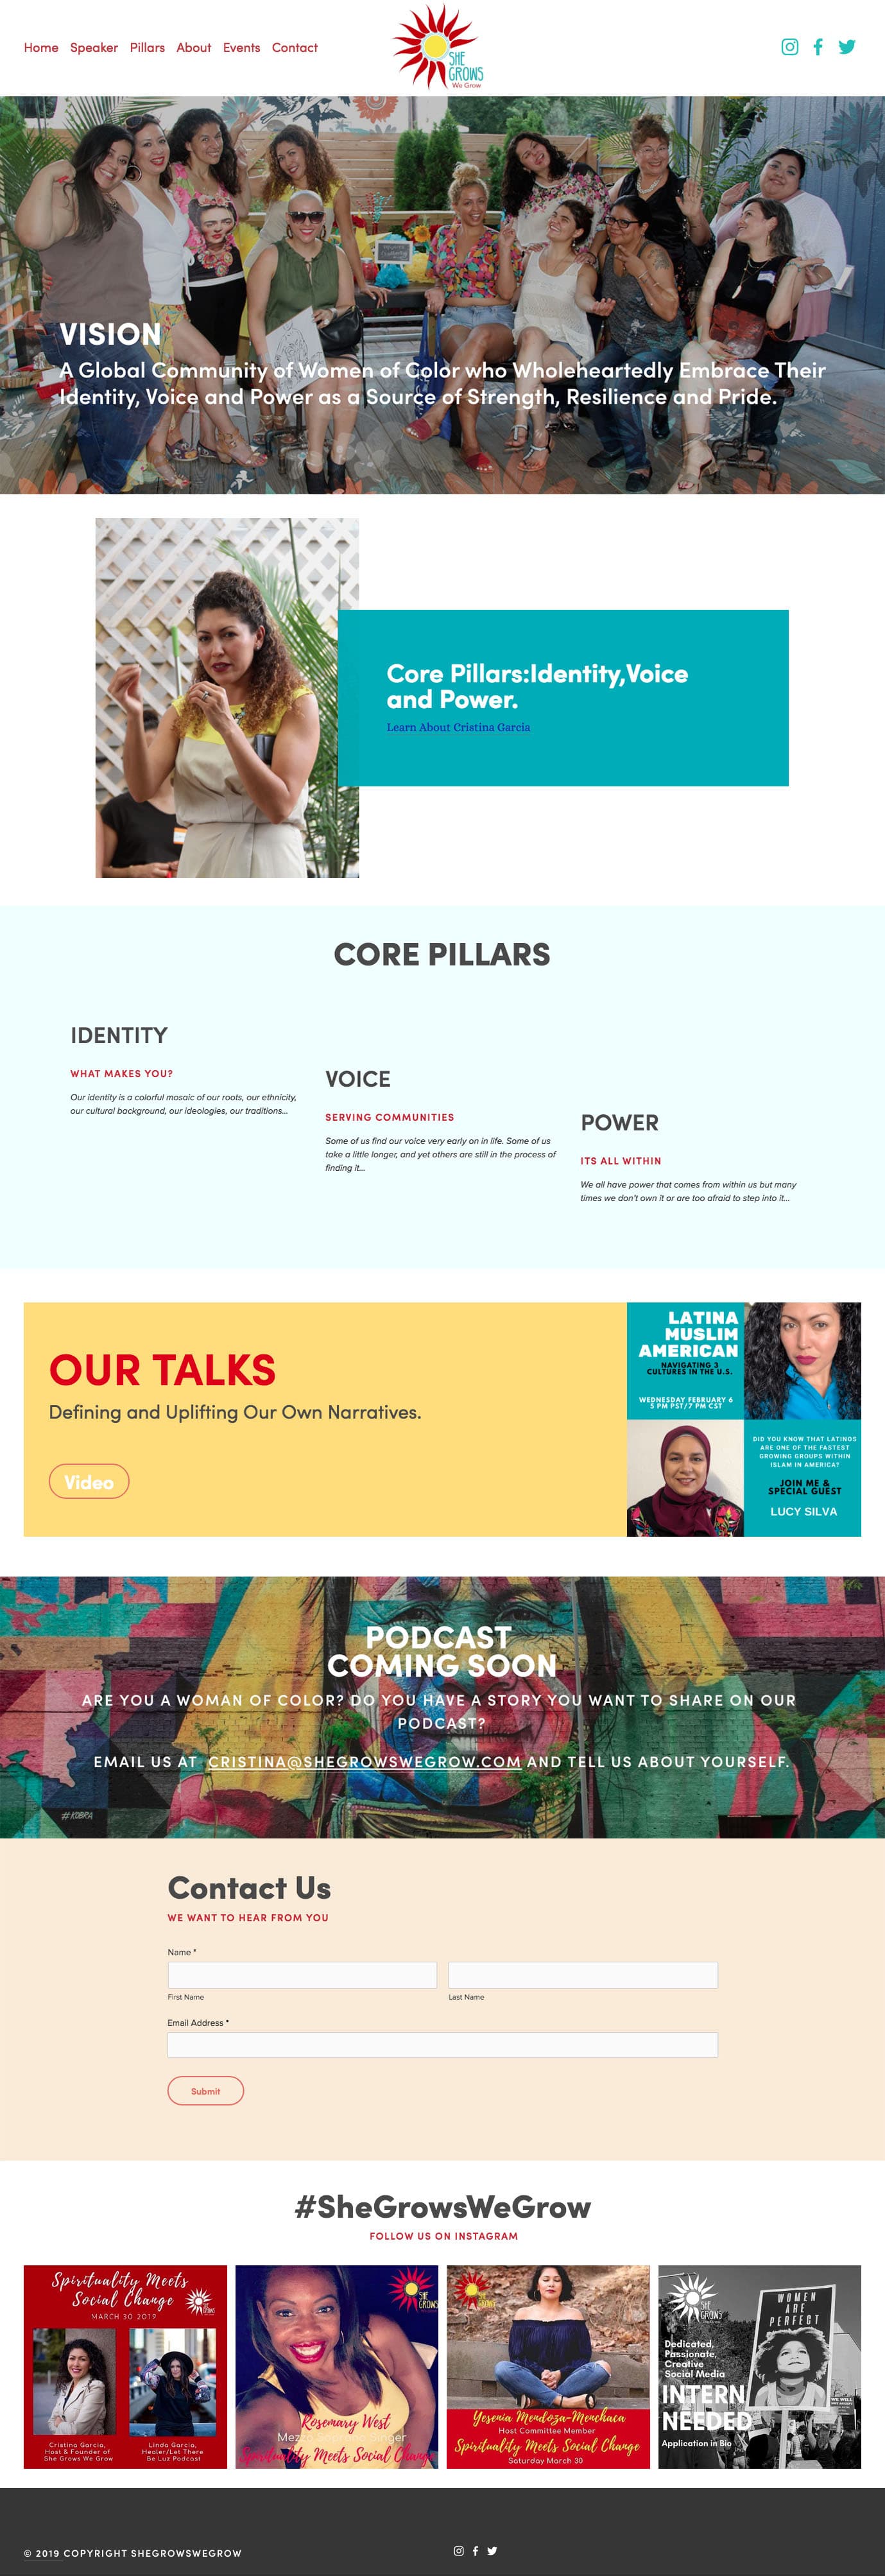 Home Speaker Pillars About Events Contact
SHE
GROWS
We Grow
VISION
A Global Community of Women of Color who Wholeheartedly Embrace Their
Identity, Voice and Power as a Source of Strength, Resilience and Pride.
Core Pillars:Identity,Voice
and Power.
Learn About Cristina Garcia
CORE PILLARS
IDENTITY
WHAT MAKES YOU?
Our identity is a colorful mosaic of our roots, our ethnicity,
our cultural background, our ideologies, our traditions...
VOICE
SERVING COMMUNITIES
Some of us find our voice very early on in life. Some of us
take a little longer, and yet others are still in the process of
finding it...
POWER
ITS ALL WITHIN
We all have power that comes from within us but many
times we don't own it or are too afraid to step into it...
OUR TALKS
Defining and Uplifting Our Own Narratives.
Video
LATINA
MUSLIM
AMERICAN
NAVIGATING 3
CULTURES IN THE U.S.
WEDNESDAY FEBRUARY 6
5 PM PST/7 PM CST
DID YOU KNOW THAT LATINOS
ARE ONE OF THE FASTEST
GROWING GROUPS WITHIN
ISLAM IN AMERICA?
JOIN ME &
SPECIAL GUEST
LUCY SILVA
PODCAST
COMING SOON
ARE YOU A WOMAN OF COLOR? DO YOU HAVE A STORY YOU WANT TO SHARE ON OUR
PODCAST?
EMAIL US AT CRISTINA@SHEGROWSWEGROW.COM AND TELL US ABOUT YOURSELF.
#KOBRA
Contact Us
WE WANT TO HEAR FROM YOU
Name *
First Name
Last Name
Email Address *
Submit
#SheGrowsWeGrow
FOLLOW US ON INSTAGRAM
Spirituality Meets
Social Change
MARCH 30 2019
SHE
GROWS
Cristina Garcia,
Host & Founder of
She Grows We Grow
Linda Garcia,
Healer/Let There
Be Luz Podcast
SHE
GROWS
Rosemary West
Spirituality Meets Social Change
SHE
GROWS
Yesenia Mendoza-Menchaca
Host Committee Member
Spirituality Meets Social Change
Saturday March 30
SHE
GROWS
WOMEN
ARE
PERFECT
Dedicated,
Passionate,
Creative
Social Media
INTERN
NEEDED
Application in Bio
© 2019 COPYRIGHT SHEGROWSWEGROW